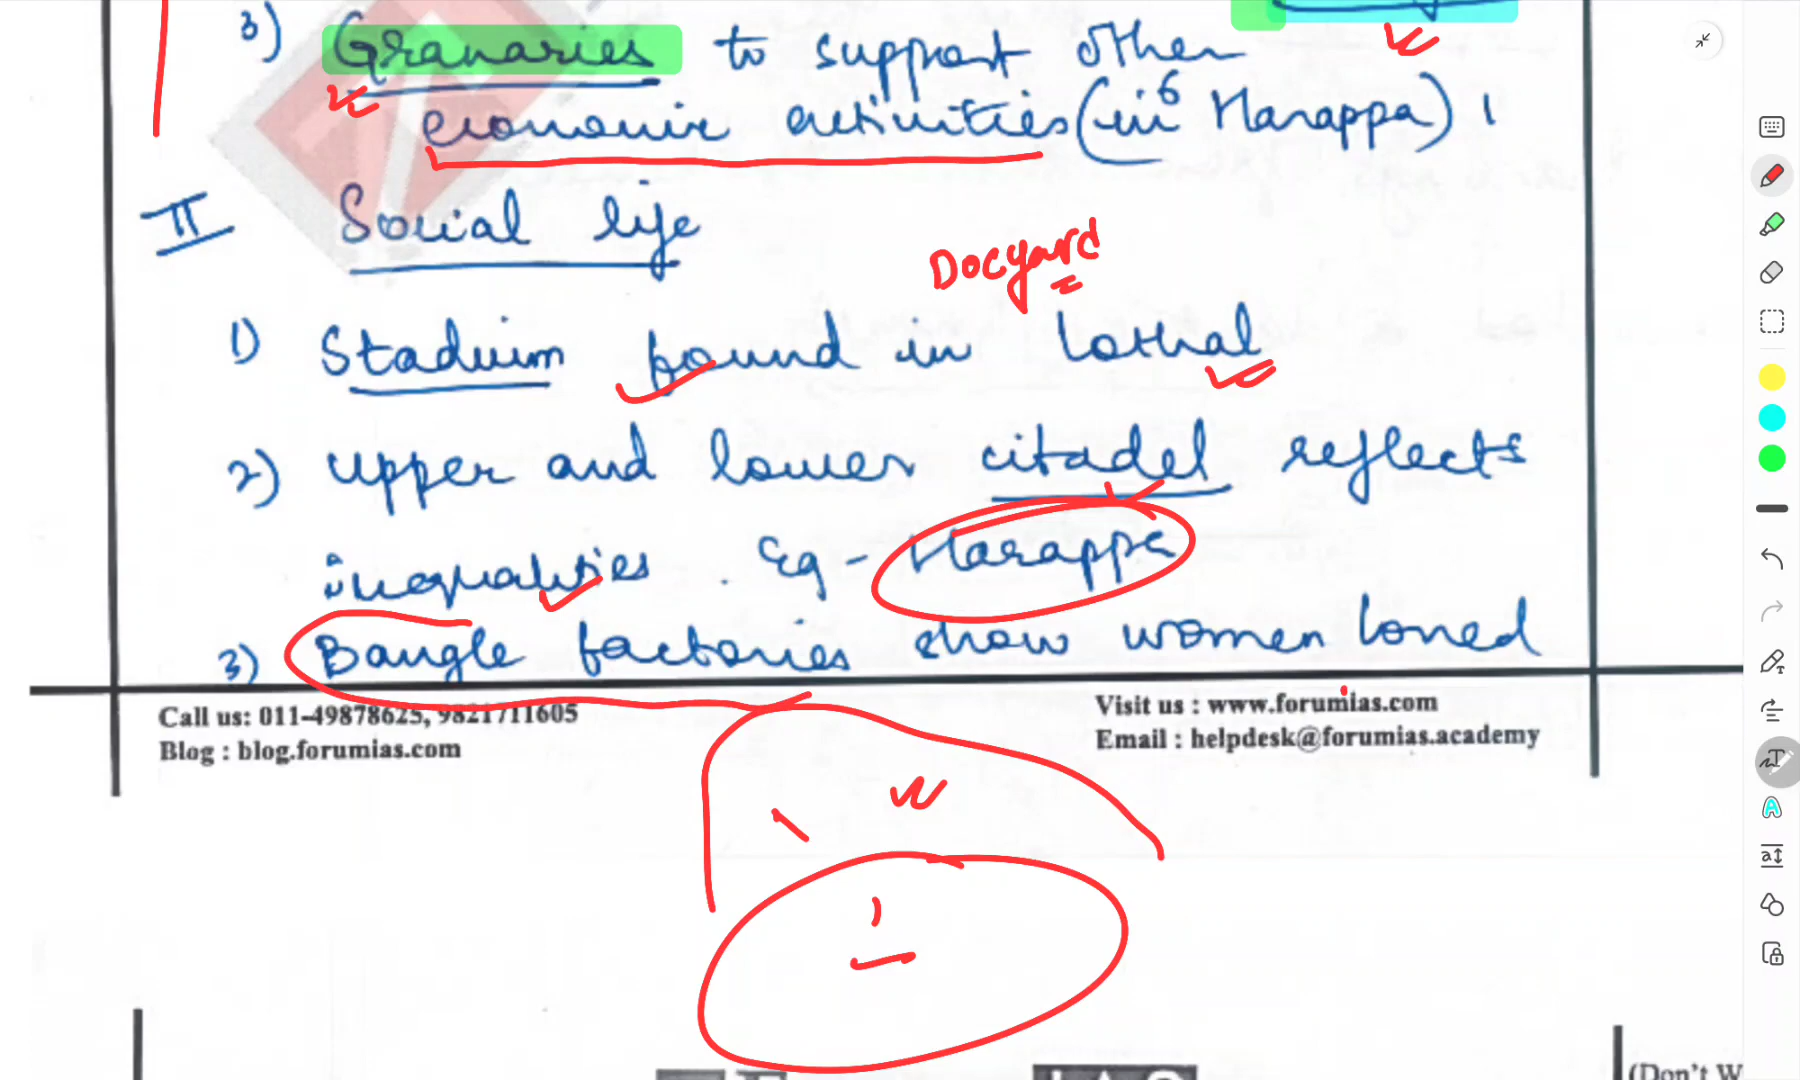 3) Granaries to support other
economic activities (in 6 Harappa)
II Social life
Docyard
1) Stadium found in Lothal
2) upper and lower citadel reflects
inequalities. Eg - Harappa
3) Bangle factories show women loved
Call us: 011-49878625, 9821711605
Visit us : www.forumias.com
Blog : blog.forumias.com
Email : helpdesk@forumias.academy
(Don't W